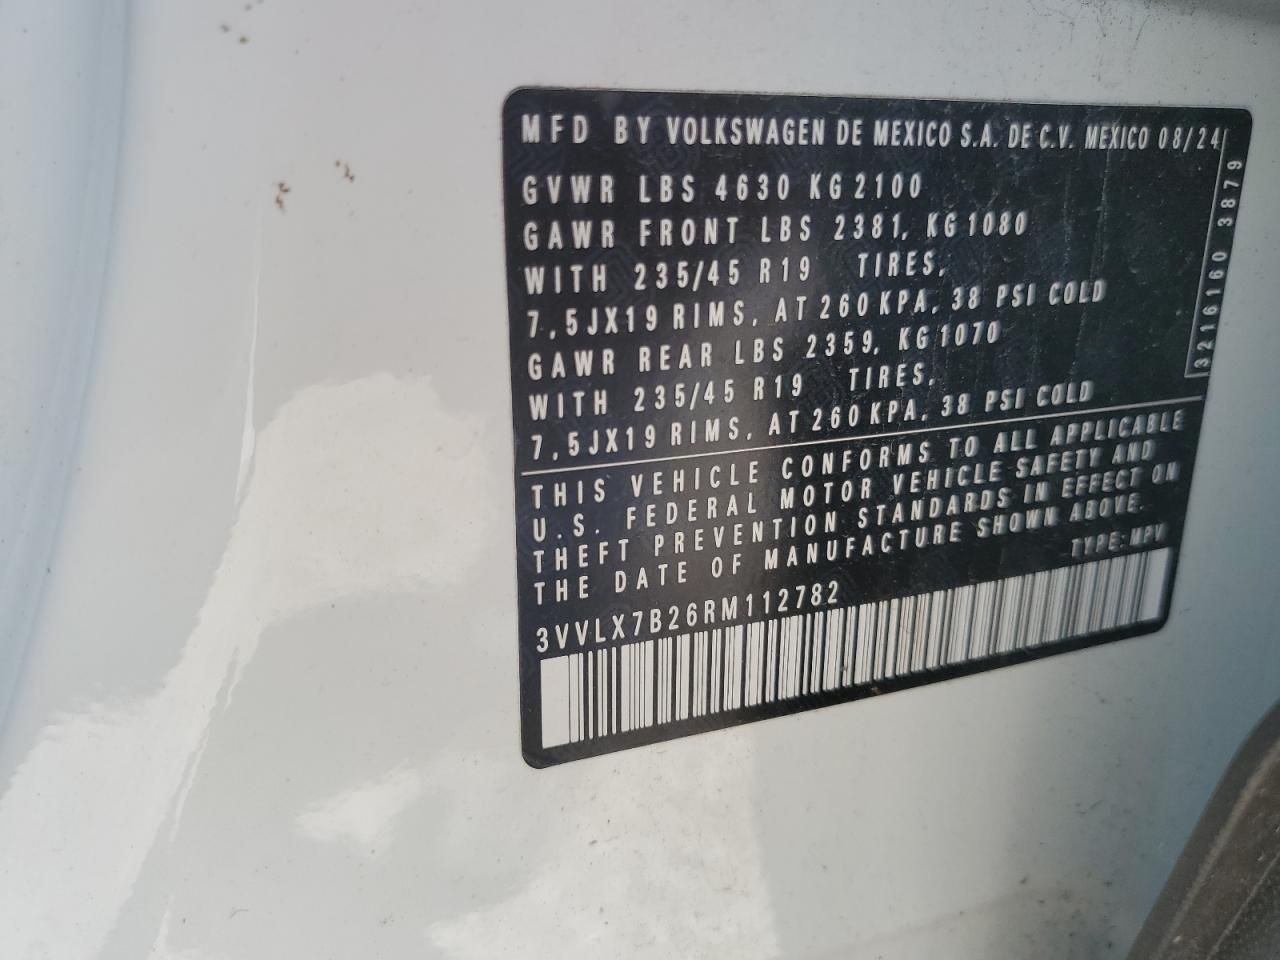 MFD BY VOLKSWAGEN DE MEXICO S.A. DE C.V. MEXICO 08/24
GVWR LBS 4630 KG 2100
GAWR FRONT LBS 2381, KG 1080
WITH 235/45 R19 TIRES,
7,5JX19 RIMS, AT 260 KPA, 38 PSI COLD
GAWR REAR LBS 2359, KG 1070
WITH 235/45 R19 TIRES,
7,5JX19 RIMS, AT 260 KPA, 38 PSI COLD
3216160 3879
THIS VEHICLE CONFORMS TO ALL APPLICABLE
U.S. FEDERAL MOTOR VEHICLE SAFETY AND
THEFT PREVENTION STANDARDS IN EFFECT ON
THE DATE OF MANUFACTURE SHOWN ABOVE.
TYPE: MPV
3VVLX7B26RM112782